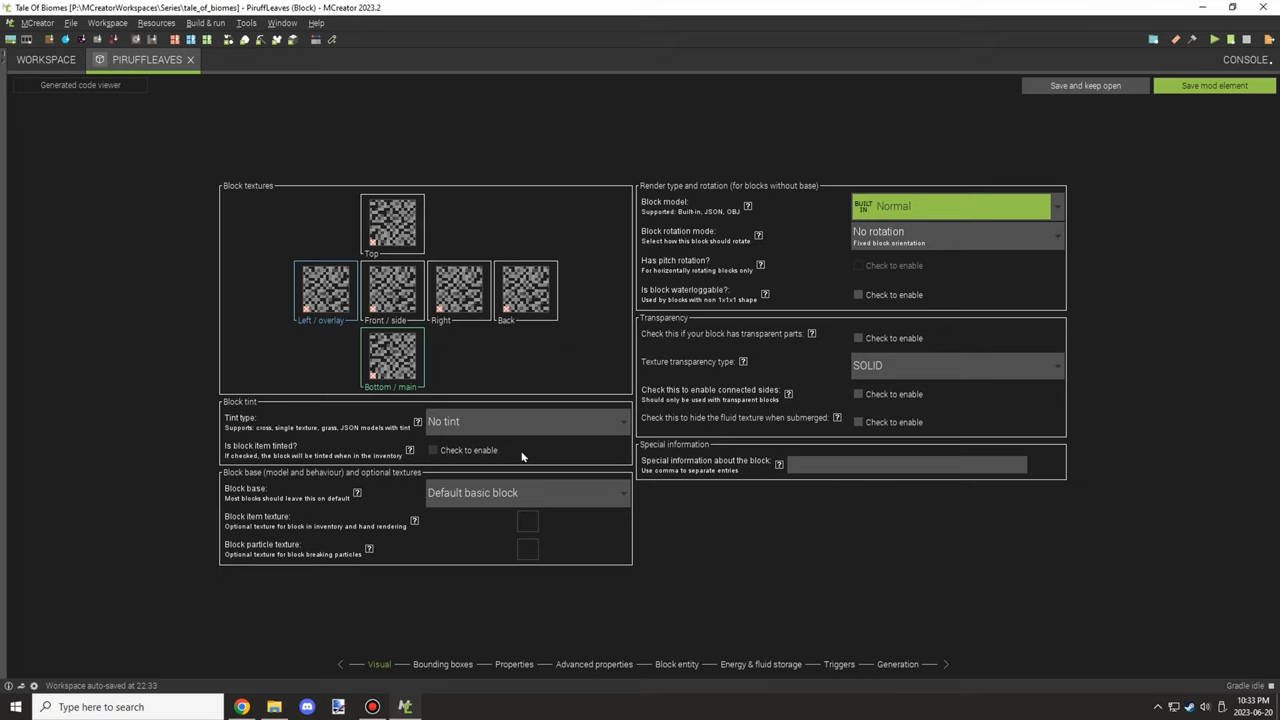 Tale Of Biomes [P:\MCreatorWorkspaces\Series\tale_of_biomes] - PiruffLeaves (Block) - MCreator 2023.2
MCreator File Workspace Resources Build & run Tools Window Help
WORKSPACE PIRUFFLEAVES CONSOLE
Generated code viewer Save and keep open Save mod element
Block textures
Top
Left / overlay Front / side Right Back
Bottom / main
Block tint
Tint type: No tint
Supports: cross, single texture, grass, JSON models with tint
Is block item tinted? Check to enable
If checked, the block will be tinted when in the inventory
Block base (model and behaviour) and optional textures
Block base: Default basic block
Most blocks should leave this on default
Block item texture:
Optional texture for block in inventory and hand rendering
Block particle texture:
Optional texture for block breaking particles
Render type and rotation (for blocks without base)
Block model: BUILT IN Normal
Supported: Built-in, JSON, OBJ
Block rotation mode: No rotation
Select how this block should rotate Fixed block orientation
Has pitch rotation? Check to enable
For horizontally rotating blocks only
Is block waterloggable?: Check to enable
Used by blocks with non 1x1x1 shape
Transparency
Check this if your block has transparent parts: Check to enable
Texture transparency type: SOLID
Check this to enable connected sides: Check to enable
Should only be used with transparent blocks
Check this to hide the fluid texture when submerged: Check to enable
Special information
Special information about the block:
Use comma to separate entries
Visual Bounding boxes Properties Advanced properties Block entity Energy & fluid storage Triggers Generation
Workspace auto-saved at 22:33 Gradle idle
Type here to search 10:33 PM
2023-06-20